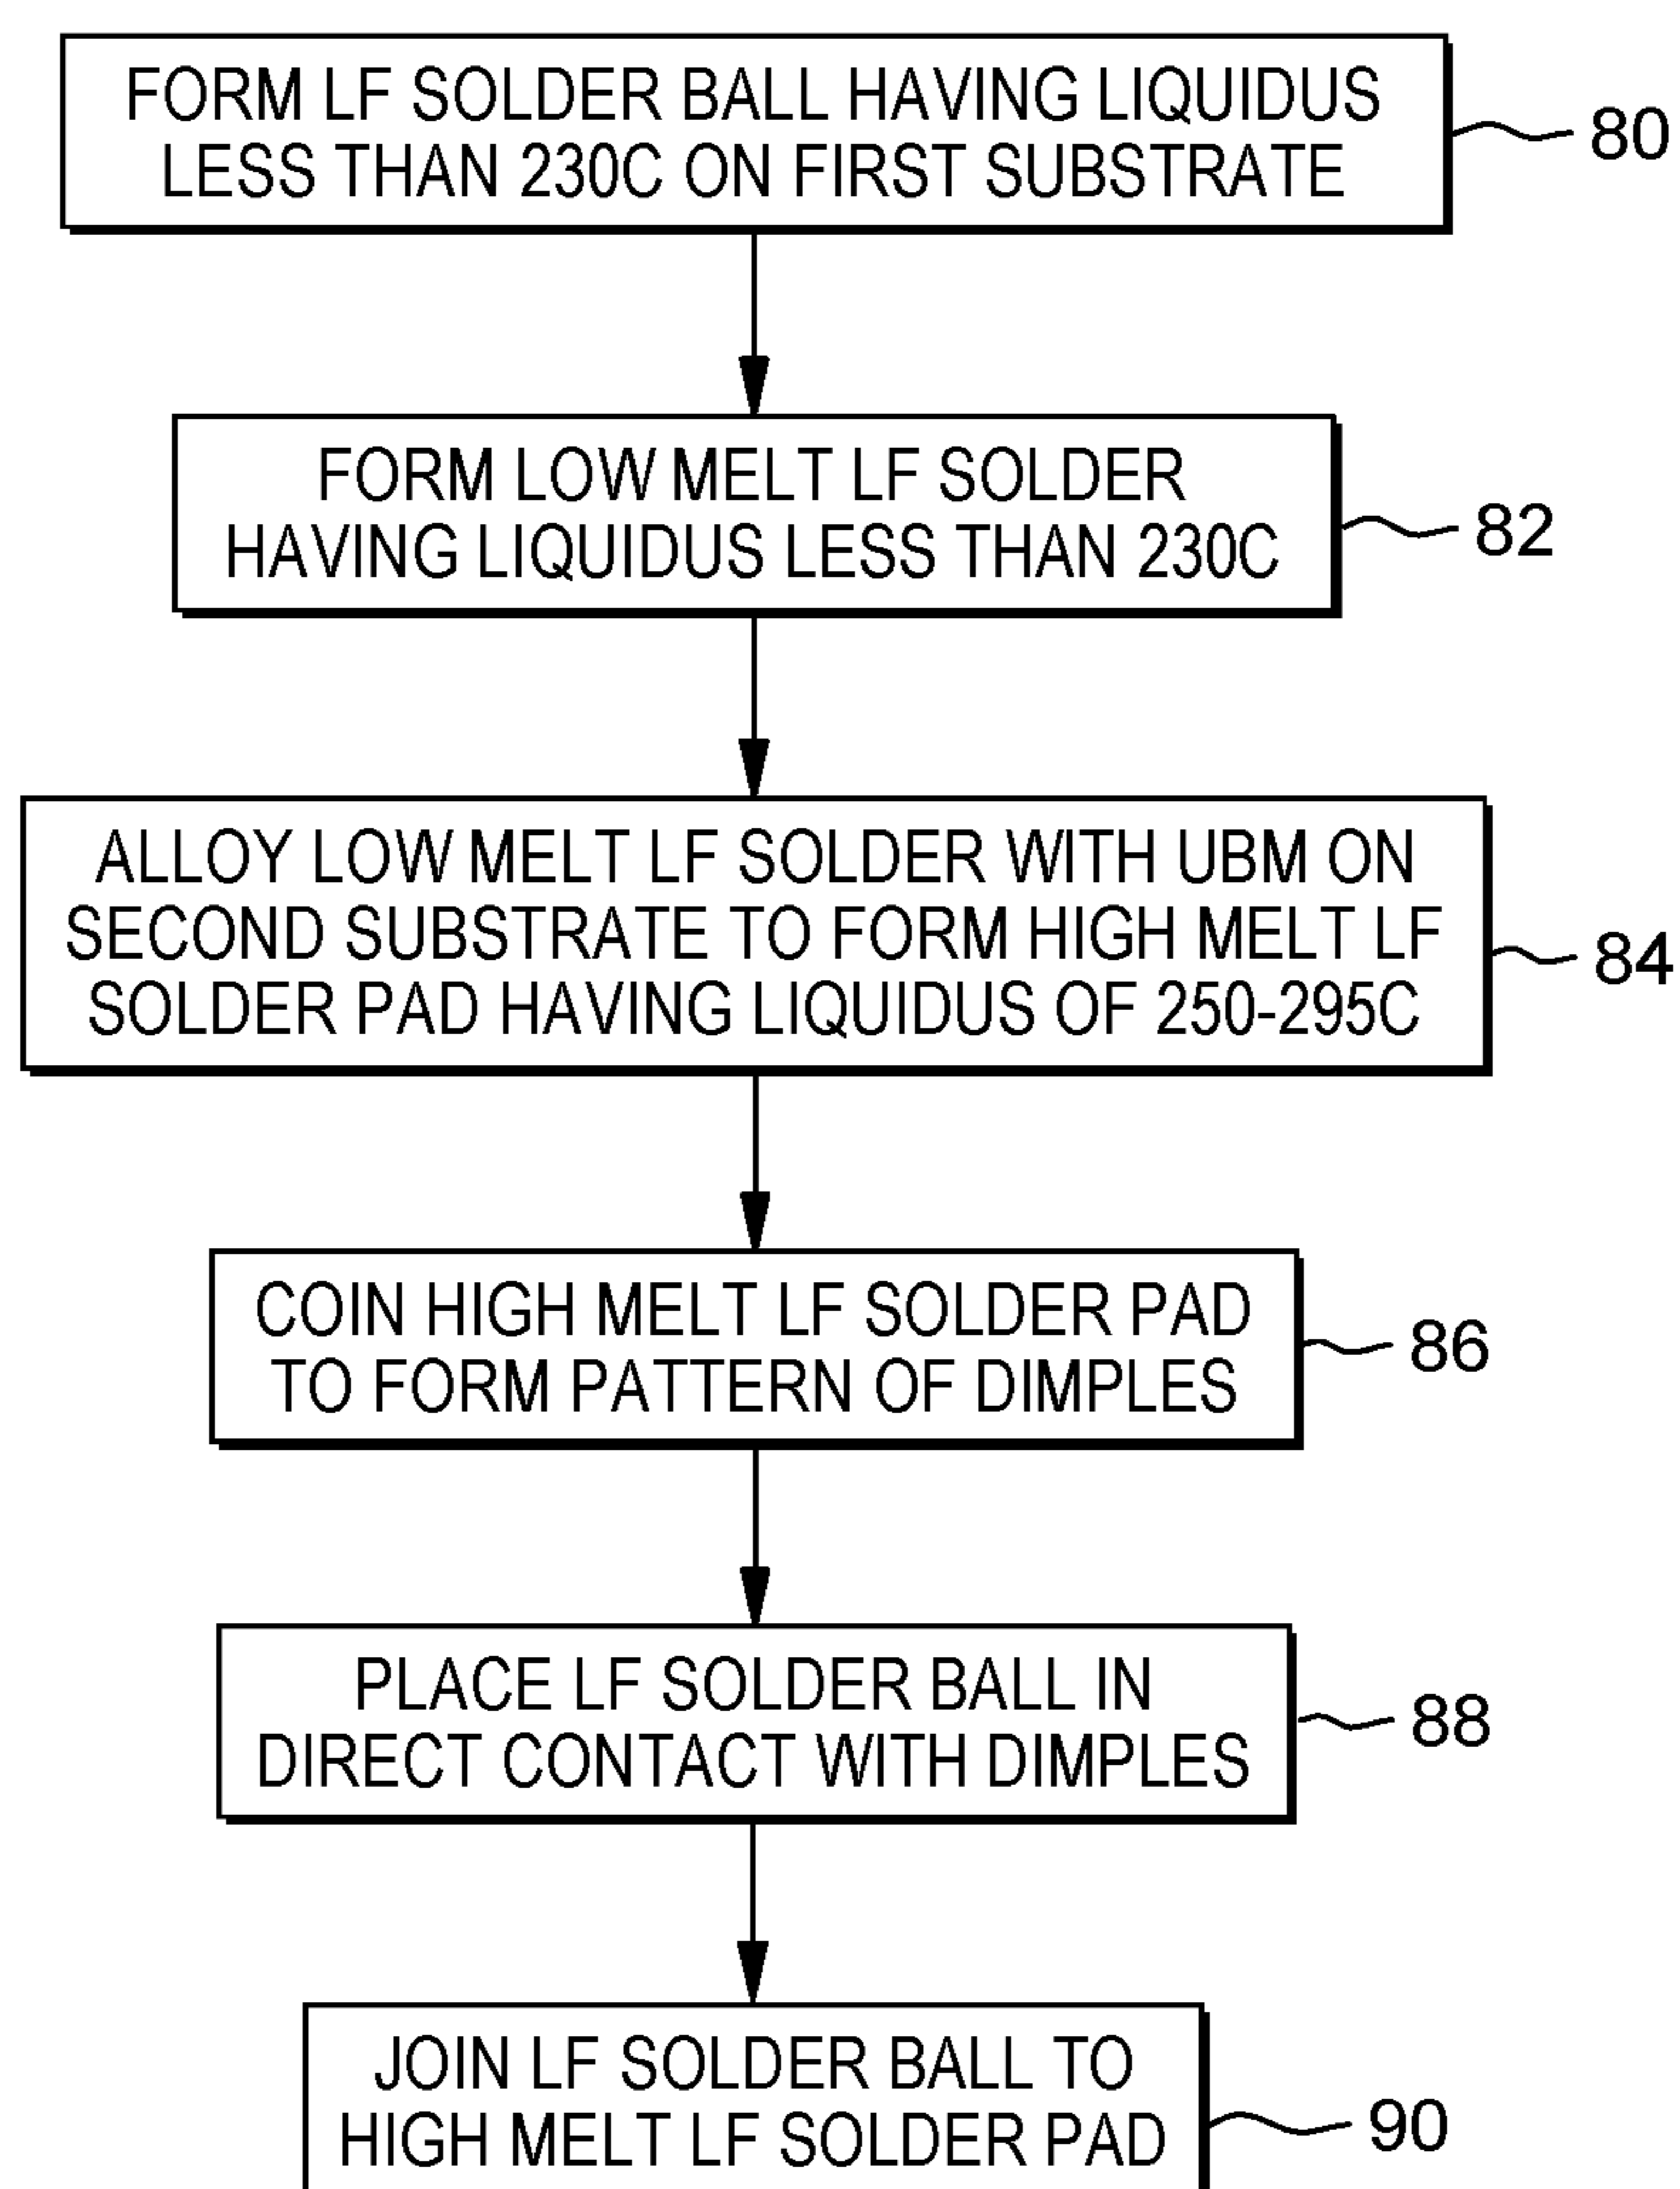 FORM LF SOLDER BALL HAVING LIQUIDUS
LESS THAN 230C ON FIRST SUBSTRATE
80
FORM LOW MELT LF SOLDER
HAVING LIQUIDUS LESS THAN 230C
82
ALLOY LOW MELT LF SOLDER WITH UBM ON
SECOND SUBSTRATE TO FORM HIGH MELT LF
SOLDER PAD HAVING LIQUIDUS OF 250-295C
84
COIN HIGH MELT LF SOLDER PAD
TO FORM PATTERN OF DIMPLES
86
PLACE LF SOLDER BALL IN
DIRECT CONTACT WITH DIMPLES
88
JOIN LF SOLDER BALL TO
HIGH MELT LF SOLDER PAD
90